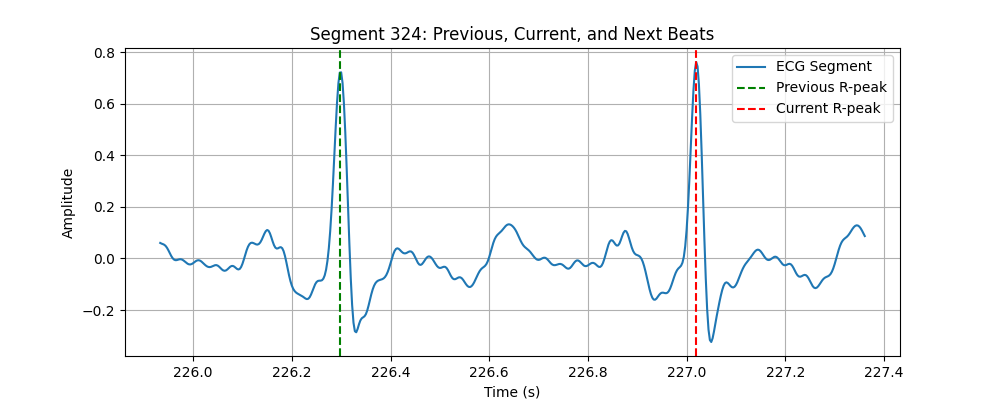 Segment 324: Previous, Current, and Next Beats
ECG Segment
Previous R-peak
Current R-peak
0.8
0.6
0.4
0.2
0.0
−0.2
Amplitude
226.0 226.2 226.4 226.6 226.8 227.0 227.2 227.4
Time (s)